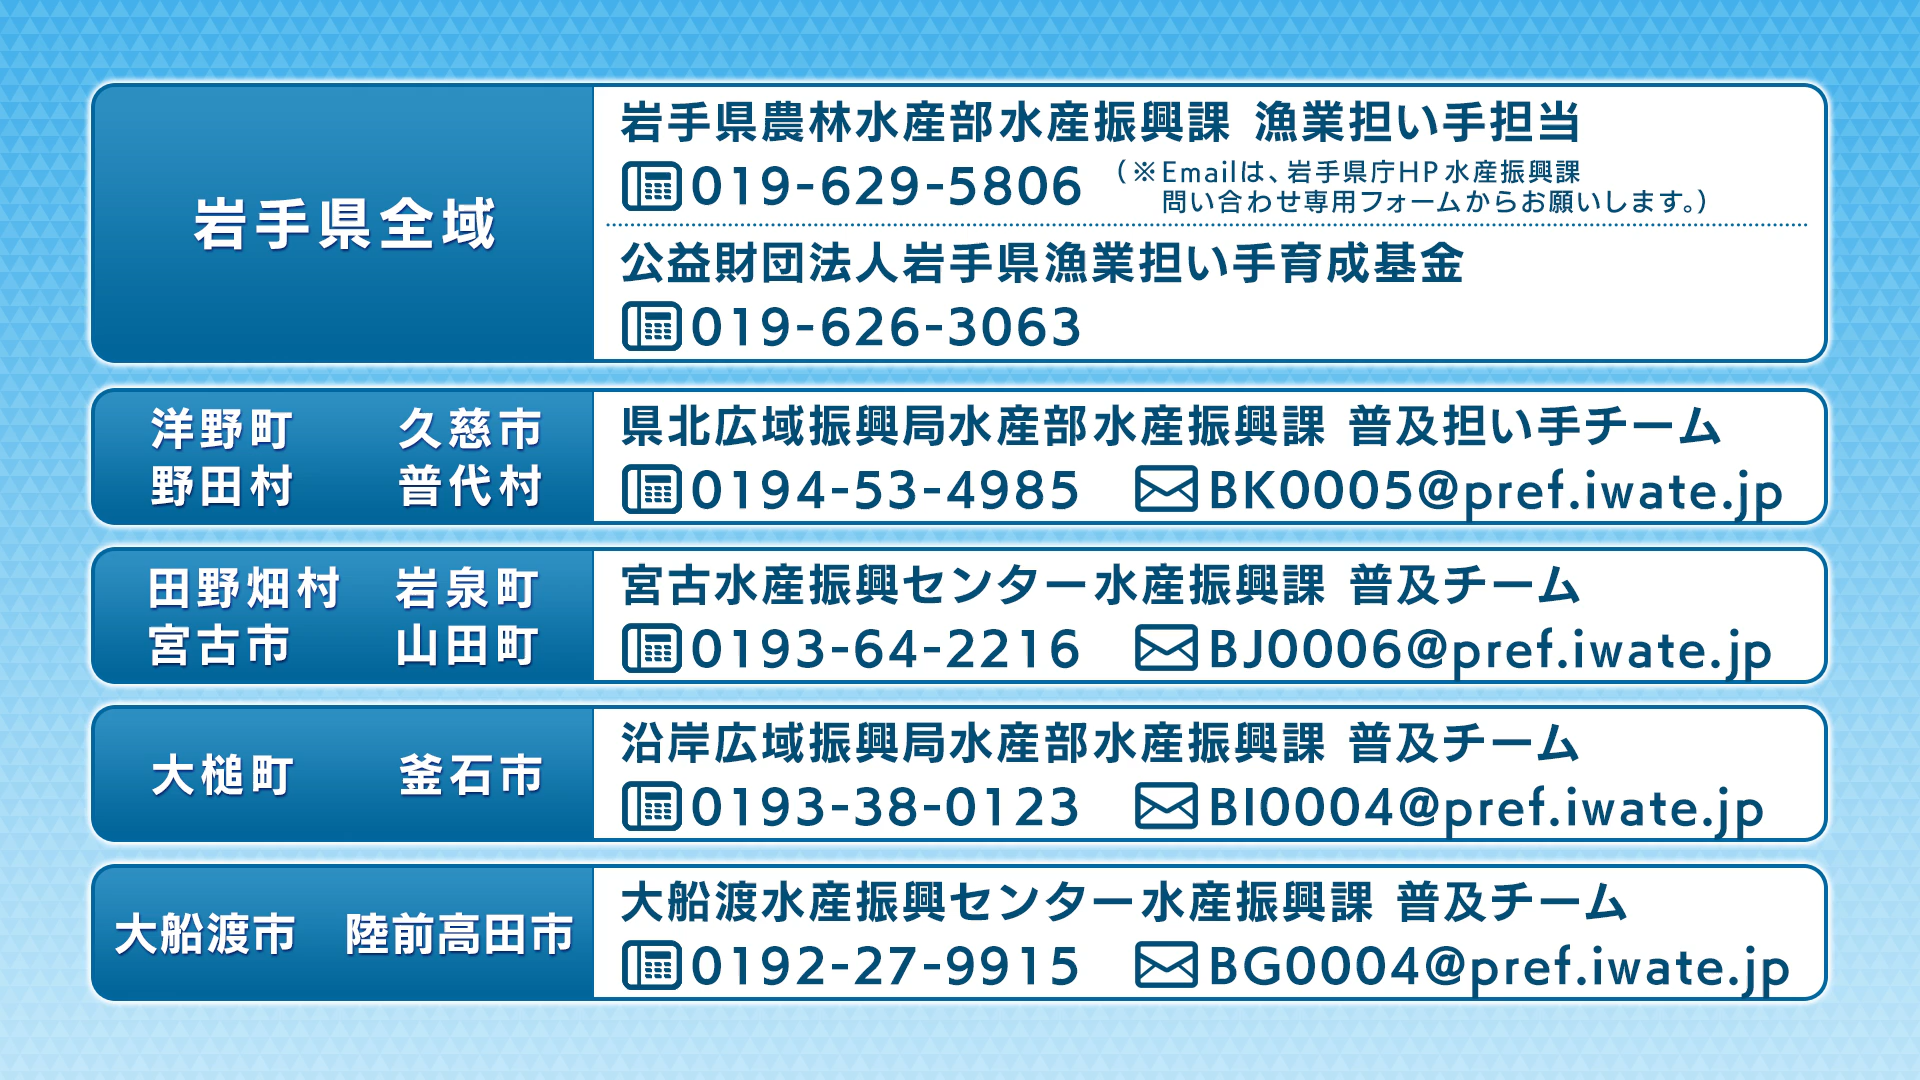 岩手県全域
岩手県農林水産部水産振興課 漁業担い手担当
019-629-5806
(※Emailは、岩手県庁HP水産振興課
問い合わせ専用フォームからお願いします。)
公益財団法人岩手県漁業担い手育成基金
019-626-3063
洋野町 久慈市
野田村 普代村
県北広域振興局水産部水産振興課 普及担い手チーム
0194-53-4985 BK0005@pref.iwate.jp
田野畑村 岩泉町
宮古市 山田町
宮古水産振興センター水産振興課 普及チーム
0193-64-2216 BJ0006@pref.iwate.jp
大槌町 釜石市
沿岸広域振興局水産部水産振興課 普及チーム
0193-38-0123 BI0004@pref.iwate.jp
大船渡市 陸前高田市
大船渡水産振興センター水産振興課 普及チーム
0192-27-9915 BG0004@pref.iwate.jp